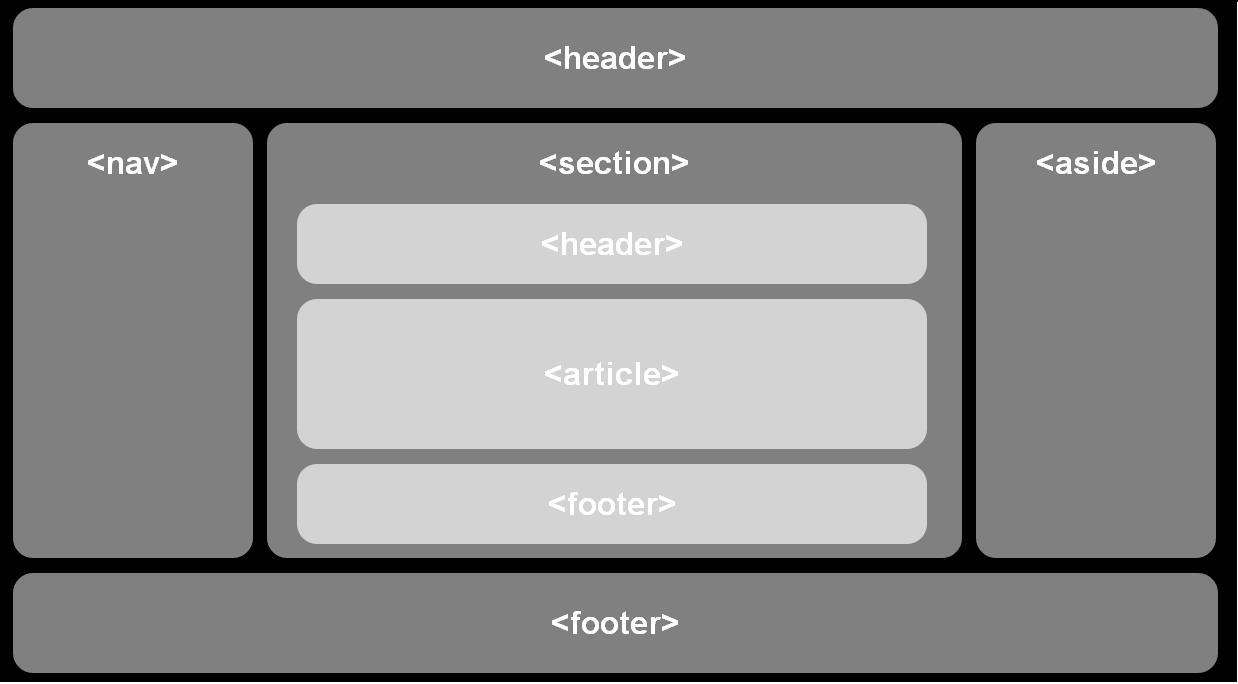 <header>
<nav>
<section>
<aside>
<header>
<article>
<footer>
<footer>